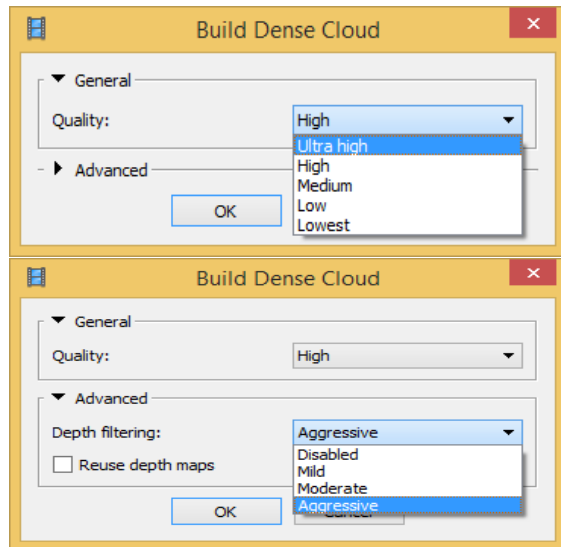 Build Dense Cloud
General
Quality: High
Ultra high
High
Medium
Low
Lowest
Advanced
OK
Build Dense Cloud
General
Quality: High
Advanced
Depth filtering: Aggressive
Disabled
Mild
Moderate
Aggressive
Reuse depth maps
OK Cancel